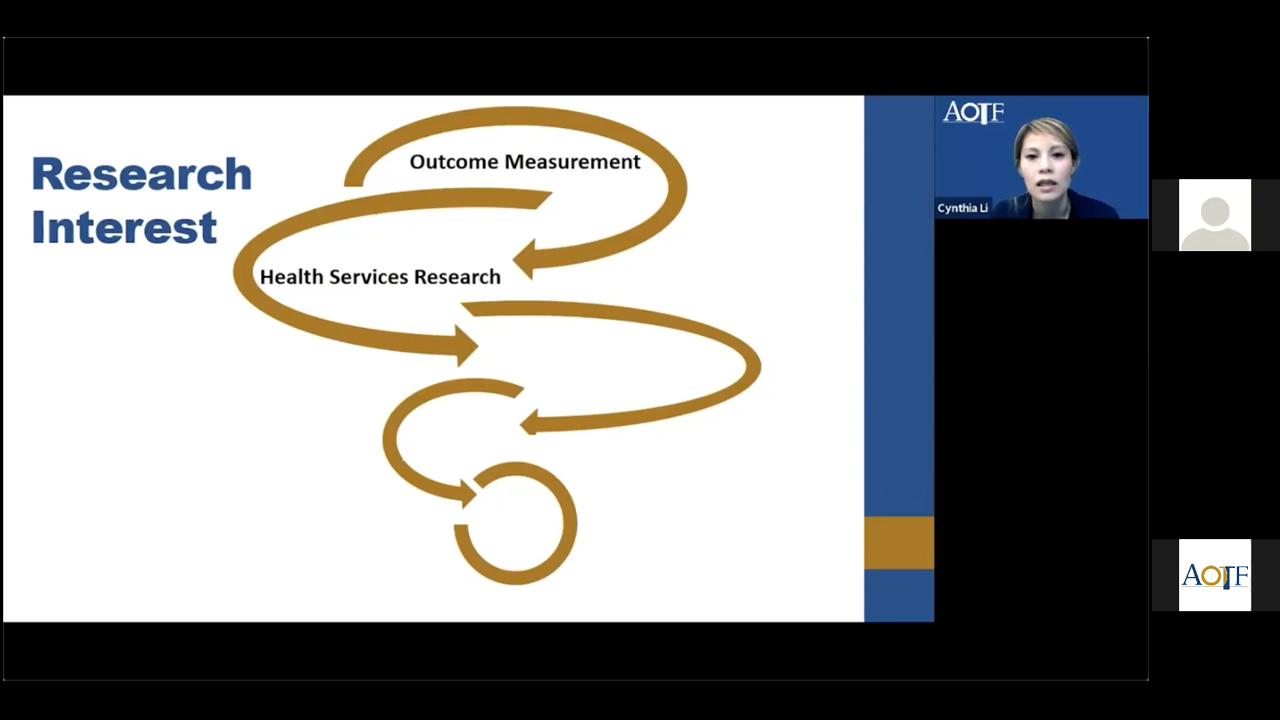 Research
Interest
Outcome Measurement
Health Services Research
AOTF
Cynthia Li
AOTF